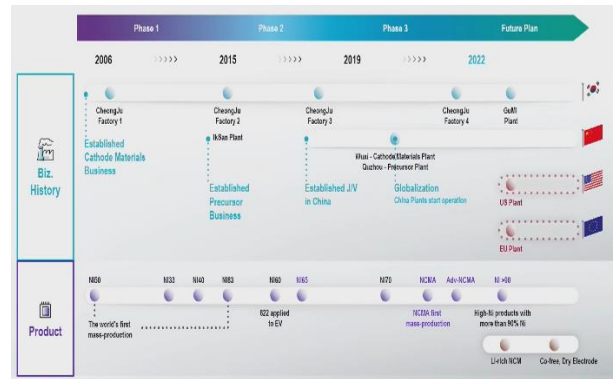 Phase 1
Phase 2
Phase 3
Future Plan
2006
>>>>>
2015
>>>>>
2019
>>>>>
2022
CheongJu
Factory 1
CheongJu
Factory 2
CheongJu
Factory 3
CheongJu
Factory 4
GuMi
Plant
Biz.
History
Established
Cathode Materials
Business
IkSan Plant
Established
Precursor
Business
Established J/V
in China
Wuxi - Cathode Materials Plant
Quzhou - Precursor Plant
Globalization
China Plants start operation
US Plant
EU Plant
Product
NI50
NI33
NI40
NI83
NI60
NI65
NI70
NCMA
Adv-NCMA
NI >90
The world's first
mass-production
622 applied
to EV
NCMA first
mass-production
High-Ni products with
more than 90% Ni
Li-rich NCM
Co-free, Dry Electrode